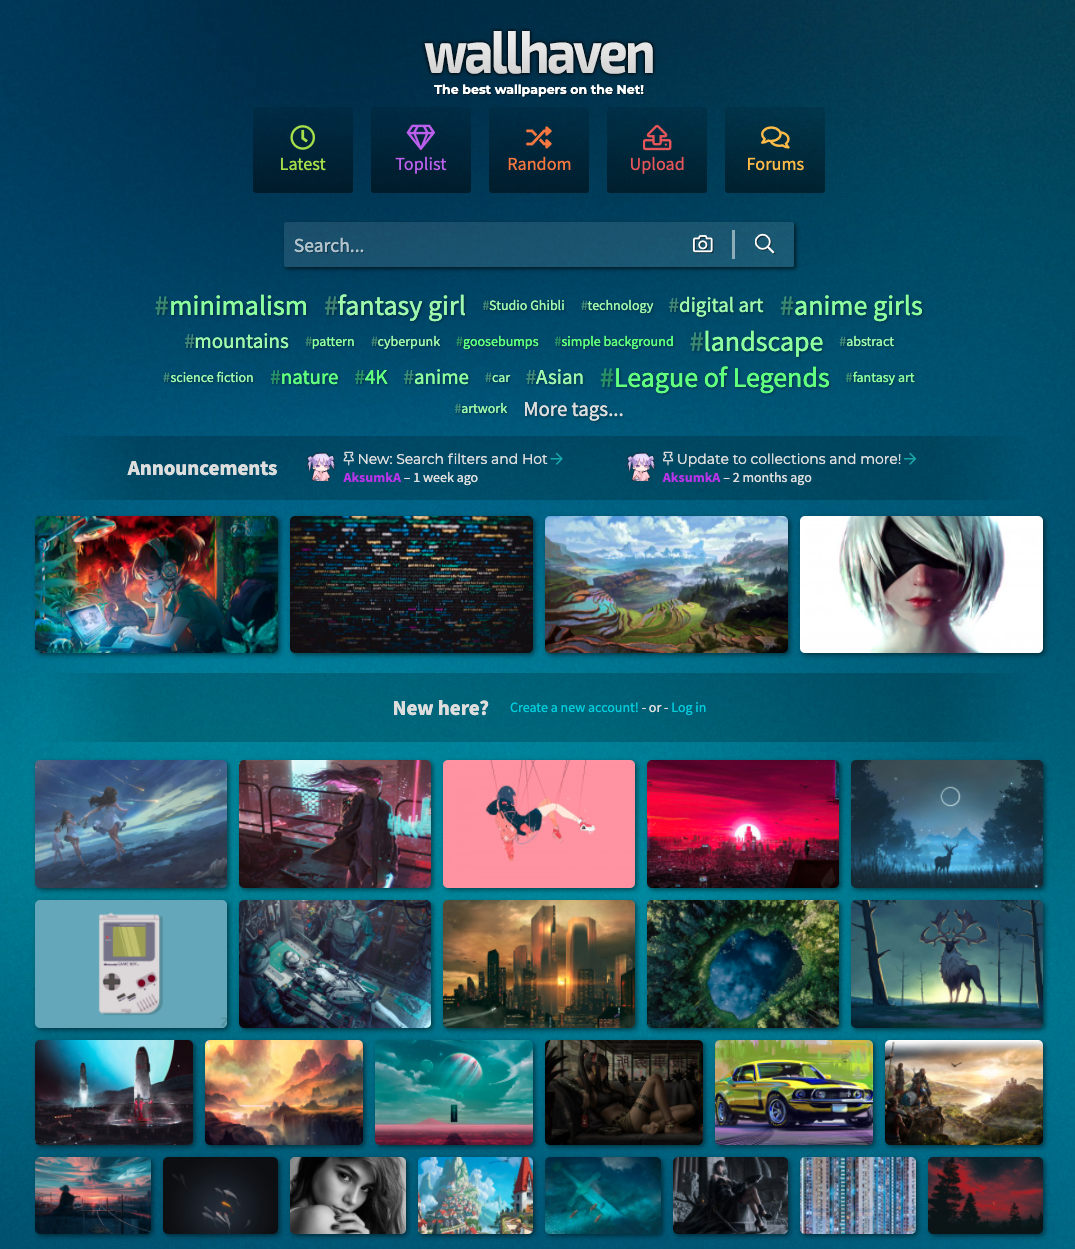 wallhaven
The best wallpapers on the Net!
Latest Toplist Random Upload Forums
Search...
#minimalism #fantasy girl #Studio Ghibli #technology #digital art #anime girls
#mountains #pattern #cyberpunk #goosebumps #simple background #landscape #abstract
#science fiction #nature #4K #anime #car #Asian #League of Legends #fantasy art
#artwork More tags...
Announcements
New: Search filters and Hot
AksumkA – 1 week ago
Update to collections and more!
AksumkA – 2 months ago
New here? Create a new account! - or - Log in